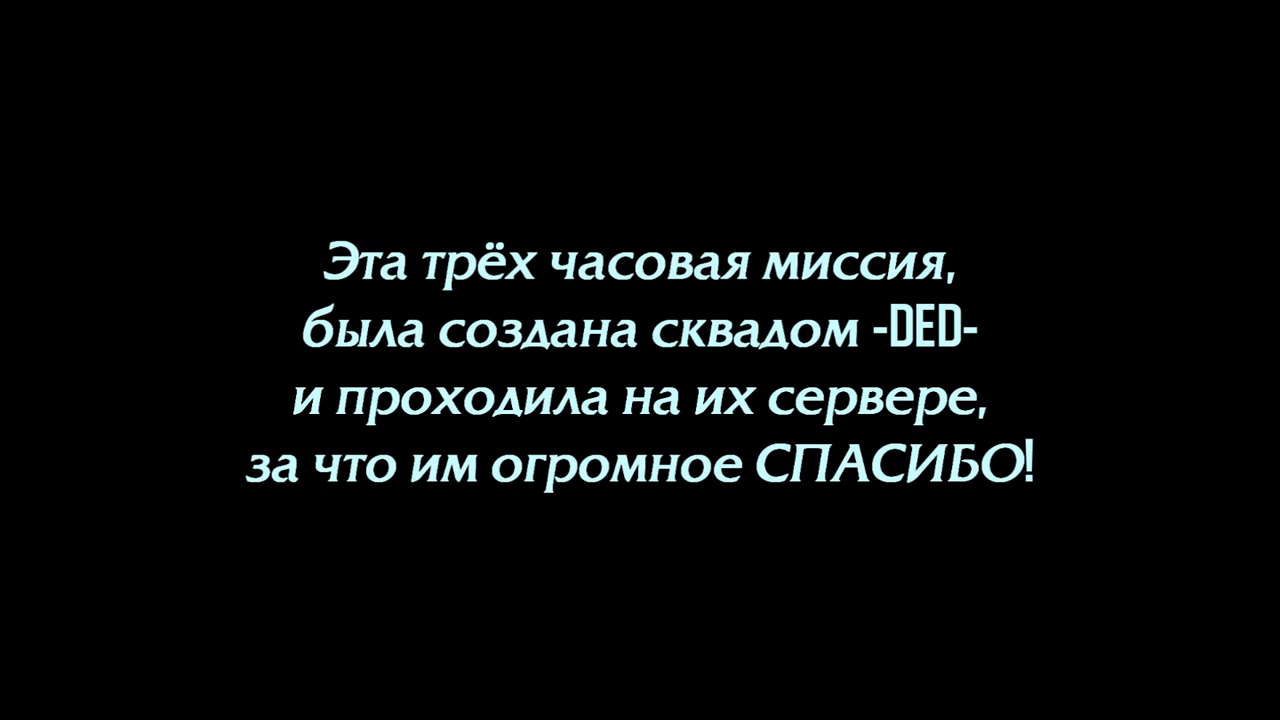 Эта трёх часовая миссия,
была создана сквадом -DED-
и проходила на их сервере,
за что им огромное СПАСИБО!